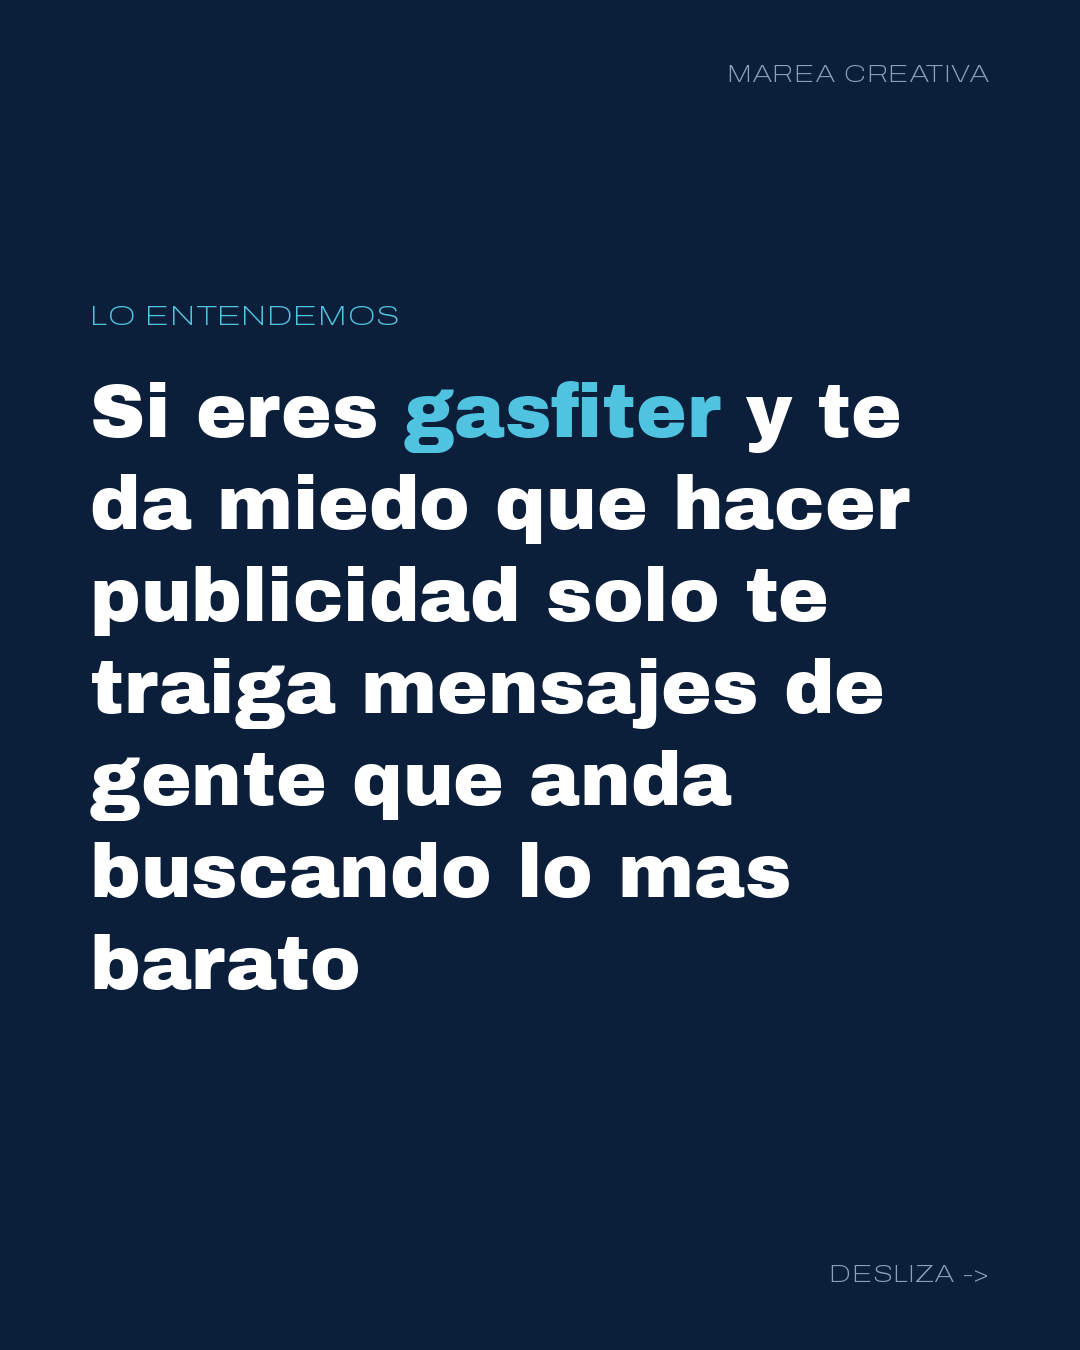 MAREA CREATIVA
LO ENTENDEMOS
Si eres gasfiter y te
da miedo que hacer
publicidad solo te
traiga mensajes de
gente que anda
buscando lo mas
barato
DESLIZA ->